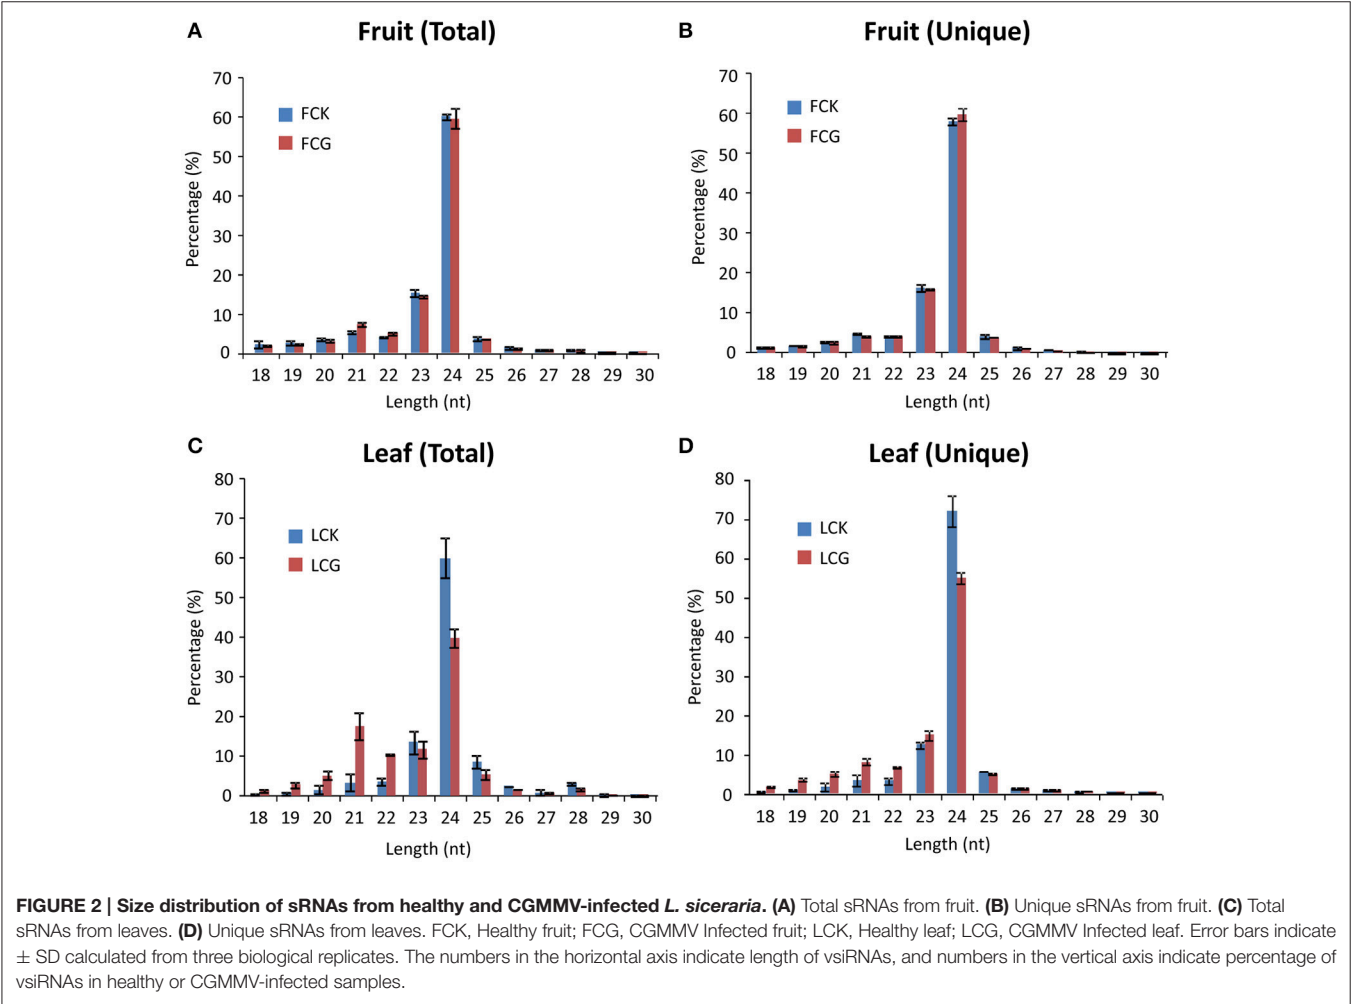 A
Fruit (Total)
70
60
50
40
30
20
10
0
Percentage (%)
FCK
FCG
18 19 20 21 22 23 24 25 26 27 28 29 30
Length (nt)
B
Fruit (Unique)
70
60
50
40
30
20
10
0
Percentage (%)
FCK
FCG
18 19 20 21 22 23 24 25 26 27 28 29 30
Length (nt)
C
Leaf (Total)
80
70
60
50
40
30
20
10
0
Percentage (%)
LCK
LCG
18 19 20 21 22 23 24 25 26 27 28 29 30
Length (nt)
D
Leaf (Unique)
80
70
60
50
40
30
20
10
0
Percentage (%)
LCK
LCG
18 19 20 21 22 23 24 25 26 27 28 29 30
Length (nt)
FIGURE 2 | Size distribution of sRNAs from healthy and CGMMV-infected L. siceraria. (A) Total sRNAs from fruit. (B) Unique sRNAs from fruit. (C) Total
sRNAs from leaves. (D) Unique sRNAs from leaves. FCK, Healthy fruit; FCG, CGMMV Infected fruit; LCK, Healthy leaf; LCG, CGMMV Infected leaf. Error bars indicate
± SD calculated from three biological replicates. The numbers in the horizontal axis indicate length of vsiRNAs, and numbers in the vertical axis indicate percentage of
vsiRNAs in healthy or CGMMV-infected samples.